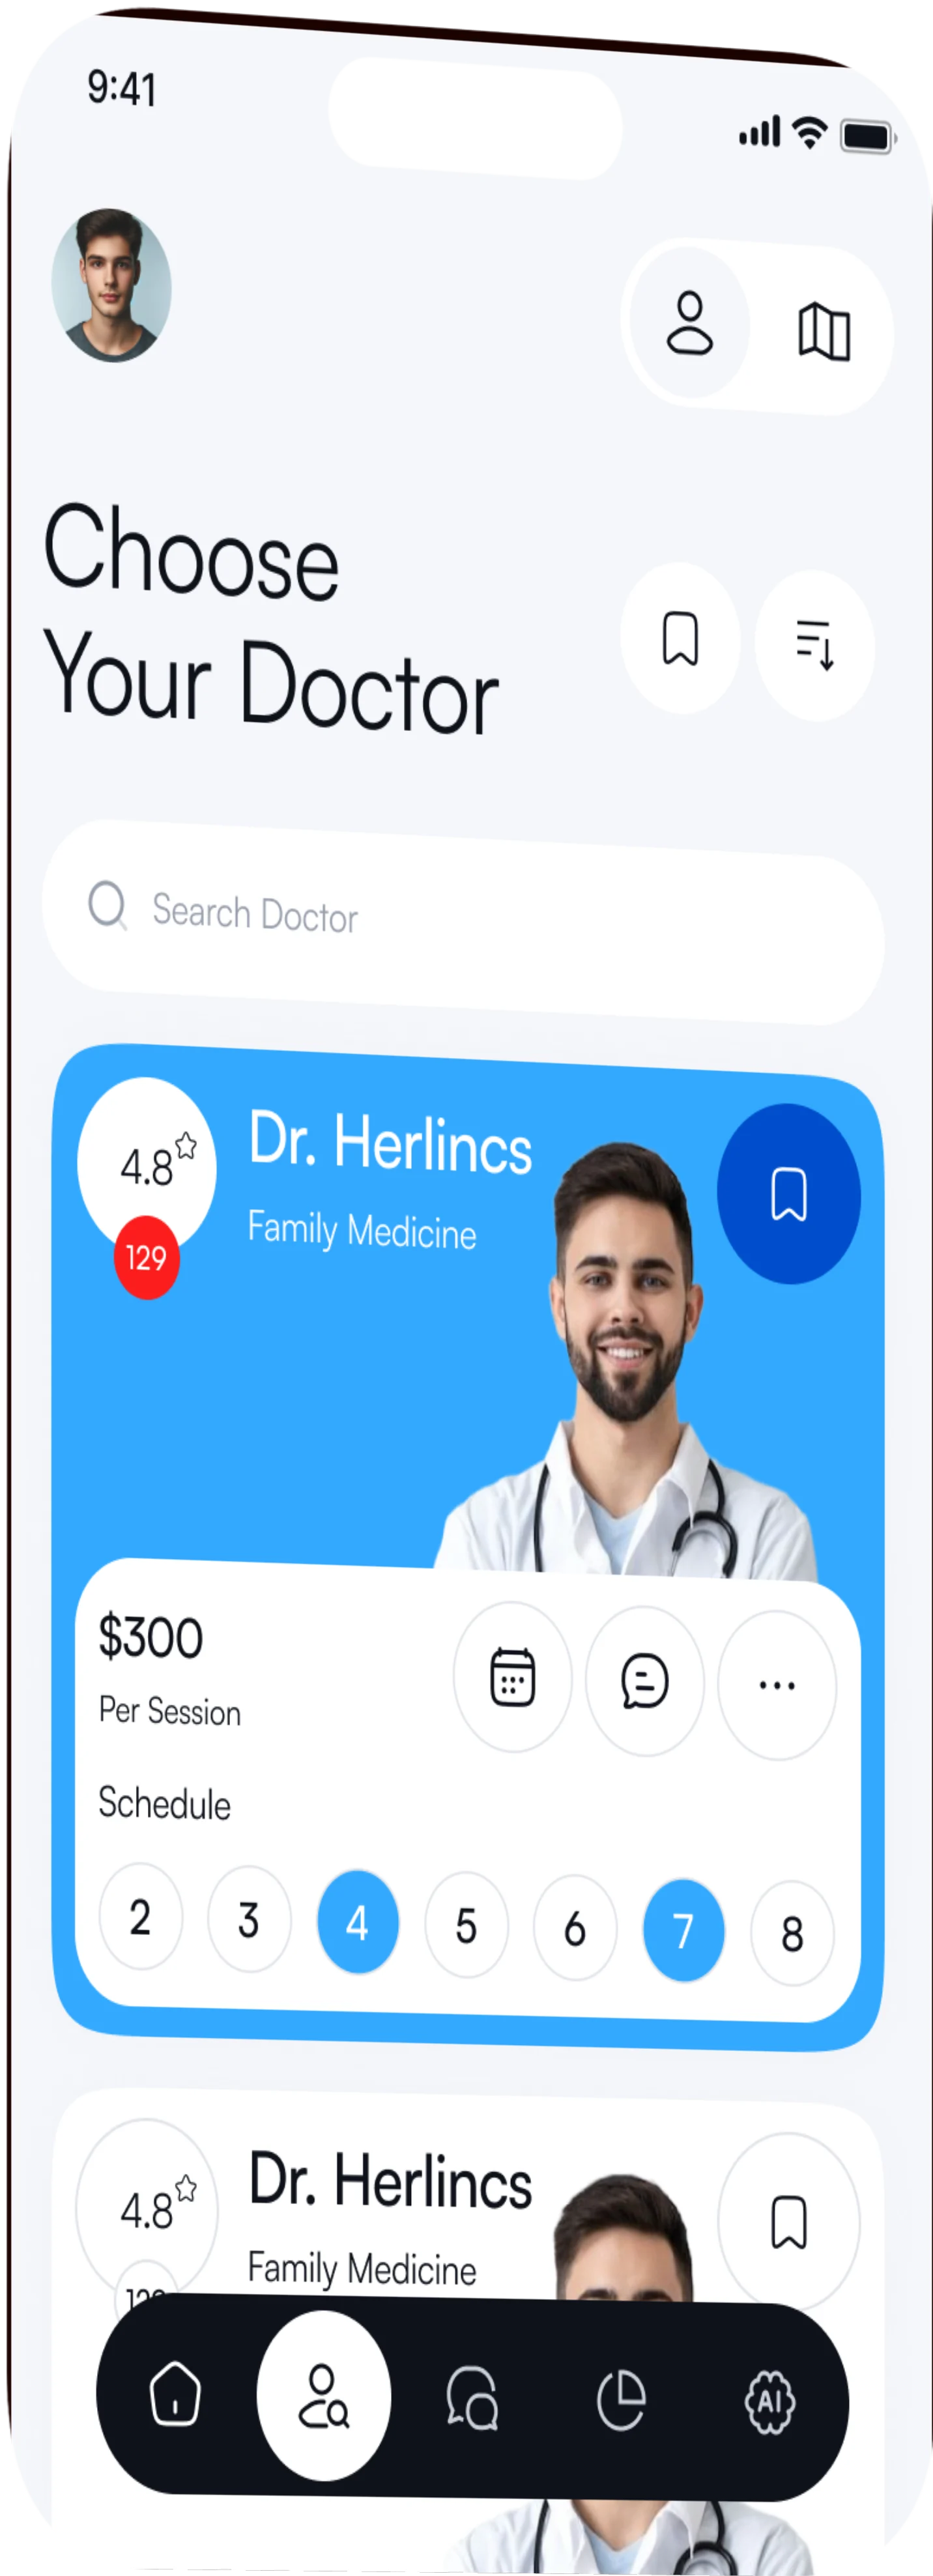 9:41
Choose
Your Doctor
Search Doctor
4.8
Dr. Herlincs
Family Medicine
129
$300
Per Session
Schedule
2 3 4 5 6 7 8
4.8
Dr. Herlincs
Family Medicine
AI